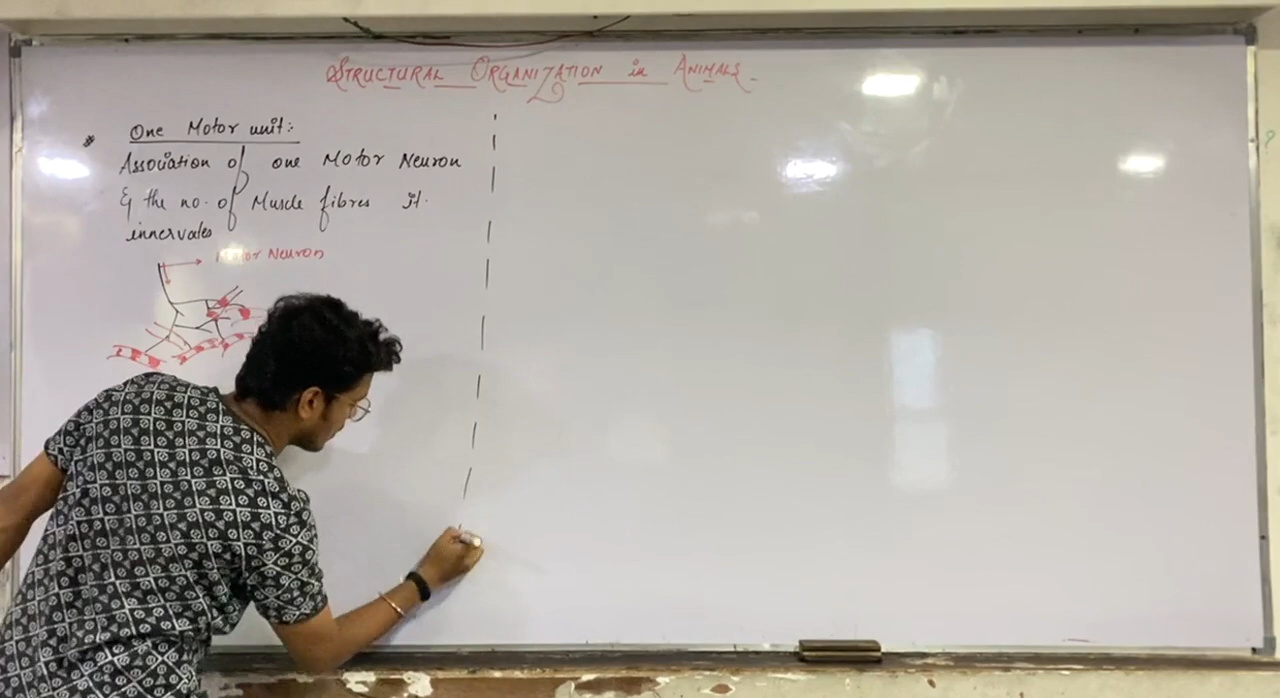 STRUCTURAL ORGANIZATION in ANIMALS
* One Motor unit:
Association of one Motor Neuron
& the no. of Muscle fibres it
innervates
Motor Neuron